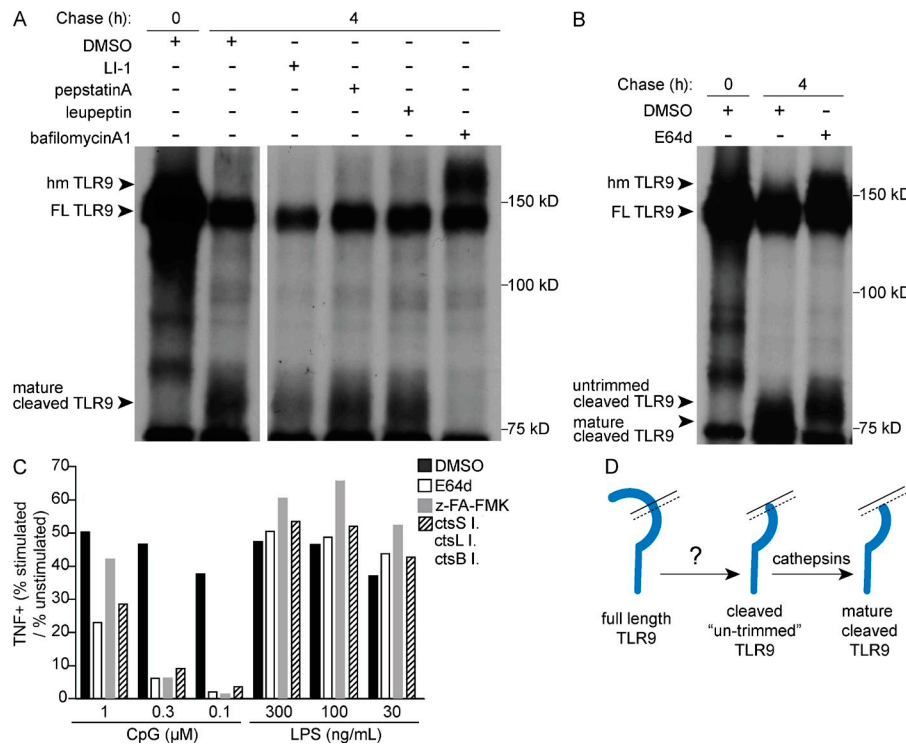 A
Chase (h): 0 4
DMSO + + - - - -
LI-1 - - + - - -
pepstatinA - - - + - -
leupeptin - - - - + -
bafilomycinA1 - - - - - +
hm TLR9
FL TLR9
-150 kD
-100 kD
mature
cleaved TLR9
-75 kD
B
Chase (h): 0 4
DMSO + + -
E64d - - +
hm TLR9
FL TLR9
-150 kD
-100 kD
untrimmed
cleaved TLR9
mature
cleaved TLR9
-75 kD
C
TNF+ (% stimulated
/ % unstimulated)
70
60
50
40
30
20
10
0
DMSO
E64d
z-FA-FMK
ctsS I.
ctsL I.
ctsB I.
1 0.3 0.1 300 100 30
CpG (µM) LPS (ng/mL)
D
?
cathepsins
full length
TLR9
cleaved
"un-trimmed"
TLR9
mature
cleaved
TLR9